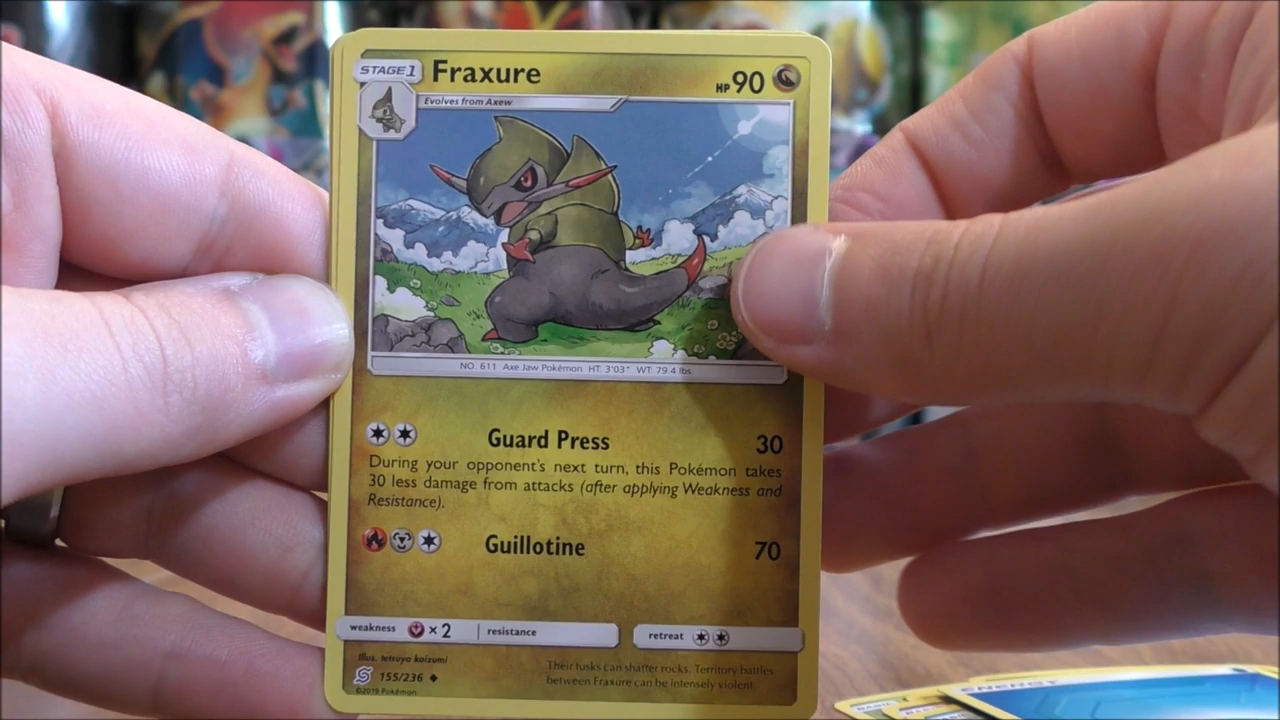 STAGE 1 Fraxure HP 90
Evolves from Axew
NO. 611 Axe Jaw Pokémon HT: 3'03" WT: 79.4 lbs.
Guard Press 30
During your opponent's next turn, this Pokémon takes
30 less damage from attacks (after applying Weakness and
Resistance).
Guillotine 70
weakness × 2 resistance retreat
Illus. tetsuya koizumi
155/236
©2019 Pokémon
Their tusks can shatter rocks. Territory battles
between Fraxure can be intensely violent.
ENERGY
BASIC